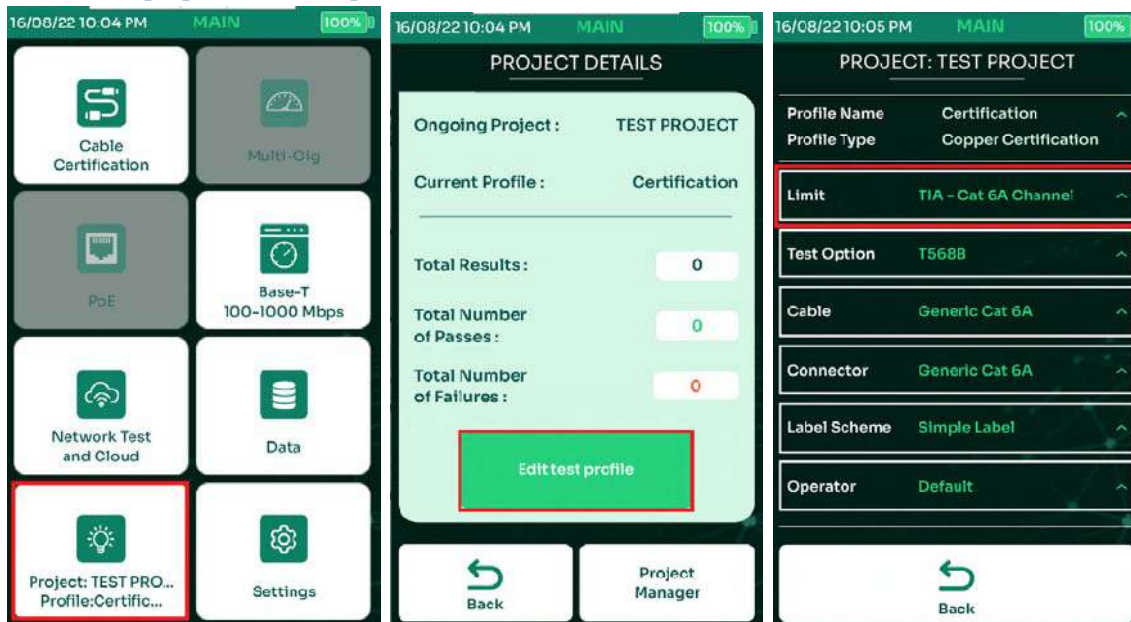 16/08/22 10:04 PM MAIN 100%
Cable
Certification
Multi-Gig
PoE
Base-T
100-1000 Mbps
Network Test
and Cloud
Data
Project: TEST PRO...
Profile:Certific...
Settings
16/08/22 10:04 PM MAIN 100%
PROJECT DETAILS
Ongoing Project : TEST PROJECT
Current Profile : Certification
Total Results : 0
Total Number
of Passes : 0
Total Number
of Failures : 0
Edit test profile
Back
Project
Manager
16/08/22 10:05 PM MAIN 100%
PROJECT: TEST PROJECT
Profile Name Certification
Profile Type Copper Certification
Limit TIA - Cat 6A Channel
Test Option T568B
Cable Generic Cat 6A
Connector Generic Cat 6A
Label Scheme Simple Label
Operator Default
Back